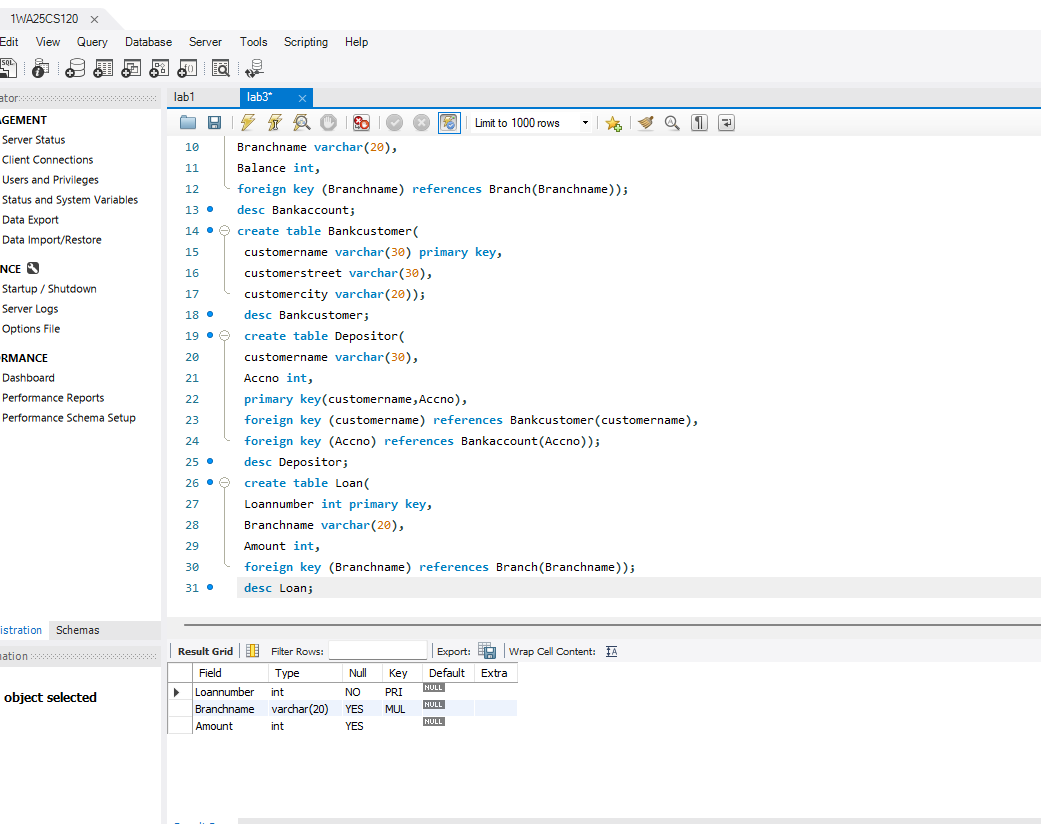 1WA25CS120
Edit View Query Database Server Tools Scripting Help
SQL
ator
lab1 lab3*
AGEMENT
Server Status
Client Connections
Users and Privileges
Status and System Variables
Data Export
Data Import/Restore
NCE
Startup / Shutdown
Server Logs
Options File
RMANCE
Dashboard
Performance Reports
Performance Schema Setup
Limit to 1000 rows
10 Branchname varchar(20),
11 Balance int,
12 foreign key (Branchname) references Branch(Branchname));
13 desc Bankaccount;
14 create table Bankcustomer(
15 customername varchar(30) primary key,
16 customerstreet varchar(30),
17 customercity varchar(20));
18 desc Bankcustomer;
19 create table Depositor(
20 customername varchar(30),
21 Accno int,
22 primary key(customername,Accno),
23 foreign key (customername) references Bankcustomer(customername),
24 foreign key (Accno) references Bankaccount(Accno));
25 desc Depositor;
26 create table Loan(
27 Loannumber int primary key,
28 Branchname varchar(20),
29 Amount int,
30 foreign key (Branchname) references Branch(Branchname));
31 desc Loan;
istration Schemas
mation
object selected
Result Grid Filter Rows: Export: Wrap Cell Content: IA
Field Type Null Key Default Extra
Loannumber int NO PRI NULL
Branchname varchar(20) YES MUL NULL
Amount int YES NULL